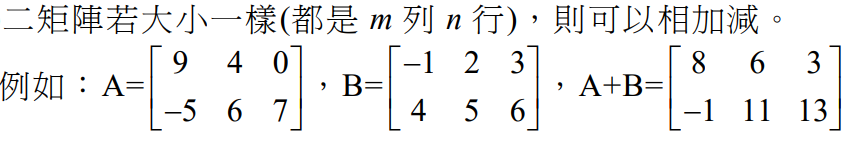 二矩陣若大小一樣(都是 m 列 n 行)，則可以相加減。
例如：A=[9 4 0; –5 6 7]，B=[–1 2 3; 4 5 6]，A+B=[8 6 3; –1 11 13]